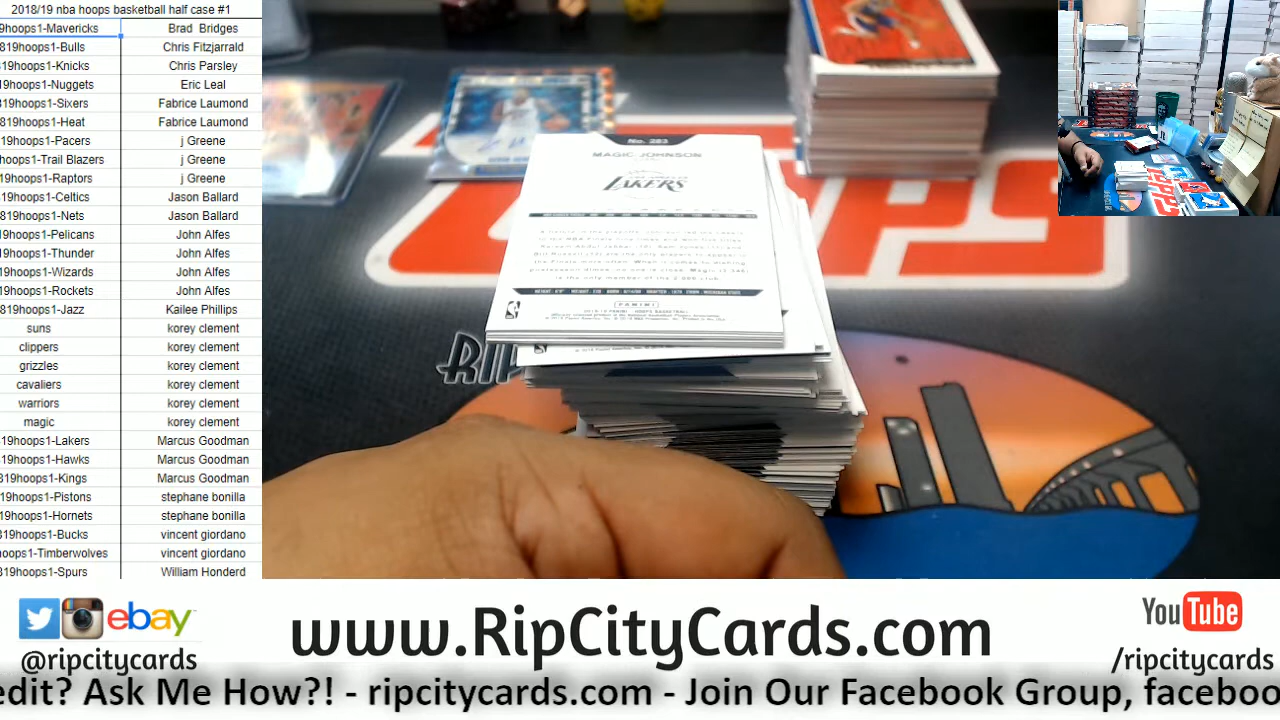 2018/19 nba hoops basketball half case #1
9hoops1-Mavericks Brad Bridges
819hoops1-Bulls Chris Fitzjarrald
19hoops1-Knicks Chris Parsley
19hoops1-Nuggets Eric Leal
319hoops1-Sixers Fabrice Laumond
819hoops1-Heat Fabrice Laumond
19hoops1-Pacers j Greene
hoops1-Trail Blazers j Greene
19hoops1-Raptors j Greene
19hoops1-Celtics Jason Ballard
819hoops1-Nets Jason Ballard
19hoops1-Pelicans John Alfes
9hoops1-Thunder John Alfes
19hoops1-Wizards John Alfes
19hoops1-Rockets John Alfes
819hoops1-Jazz Kailee Phillips
suns korey clement
clippers korey clement
grizzles korey clement
cavaliers korey clement
warriors korey clement
magic korey clement
19hoops1-Lakers Marcus Goodman
19hoops1-Hawks Marcus Goodman
819hoops1-Kings Marcus Goodman
19hoops1-Pistons stephane bonilla
19hoops1-Hornets stephane bonilla
319hoops1-Bucks vincent giordano
hoops1-Timberwolves vincent giordano
819hoops1-Spurs William Honderd
No. 283
MAGIC JOHNSON
LAKERS
PANINI
RIP
ebay
@ripcitycards
www.RipCityCards.com
YouTube
/ripcitycards
edit? Ask Me How?! - ripcitycards.com - Join Our Facebook Group, faceboo